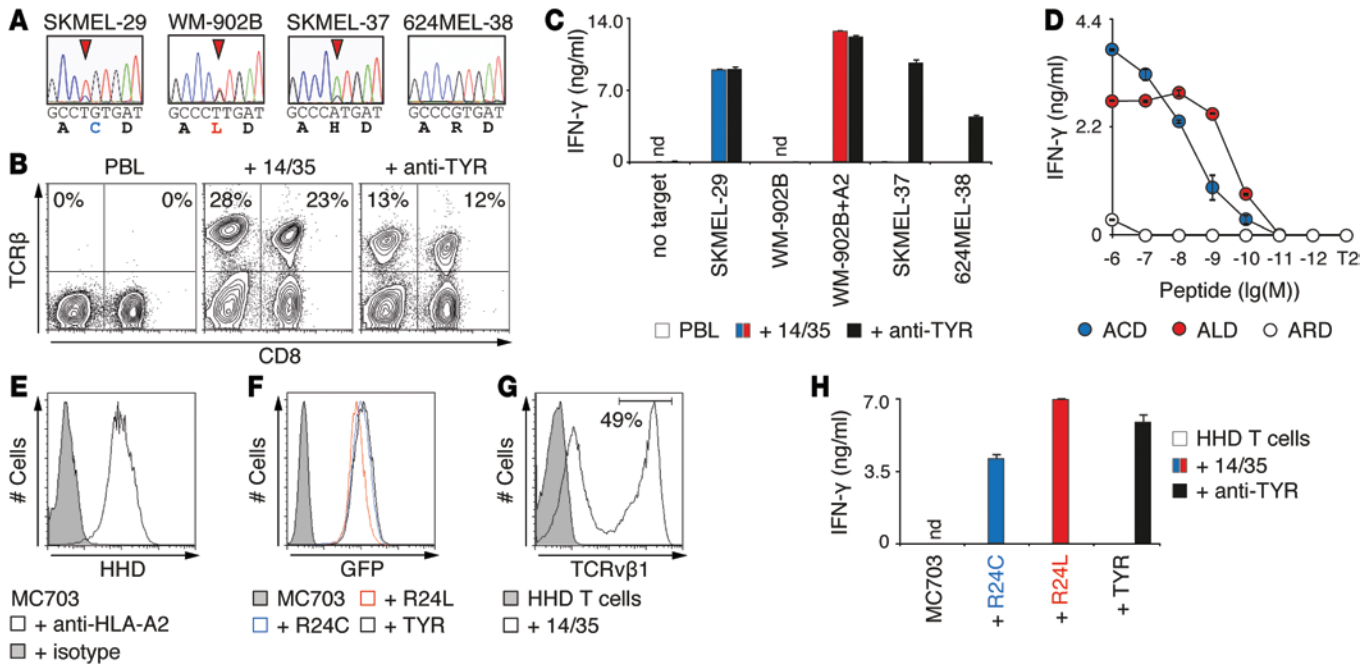 A
SKMEL-29 WM-902B SKMEL-37 624MEL-38
GCCTGTGAT GCCCTTGAT GCCCATGAT GCCCGTGAT
A C D A L D A H D A R D
B
PBL + 14/35 + anti-TYR
0% 0% 28% 23% 13% 12%
TCRβ
CD8
C
IFN-γ (ng/ml)
14.0
7.0
0
nd nd
no target
SKMEL-29
WM-902B
WM-902B+A2
SKMEL-37
624MEL-38
PBL + 14/35 + anti-TYR
D
IFN-γ (ng/ml)
4.4
2.2
0
-6 -7 -8 -9 -10 -11 -12 T2
Peptide (lg(M))
ACD ALD ARD
E
# Cells
HHD
MC703
+ anti-HLA-A2
+ isotype
F
# Cells
GFP
MC703 + R24L
+ R24C + TYR
G
49%
# Cells
TCRvβ1
HHD T cells
+ 14/35
H
IFN-γ (ng/ml)
7.0
3.5
0
nd
MC703
+ R24C
+ R24L
+ TYR
HHD T cells
+ 14/35
+ anti-TYR